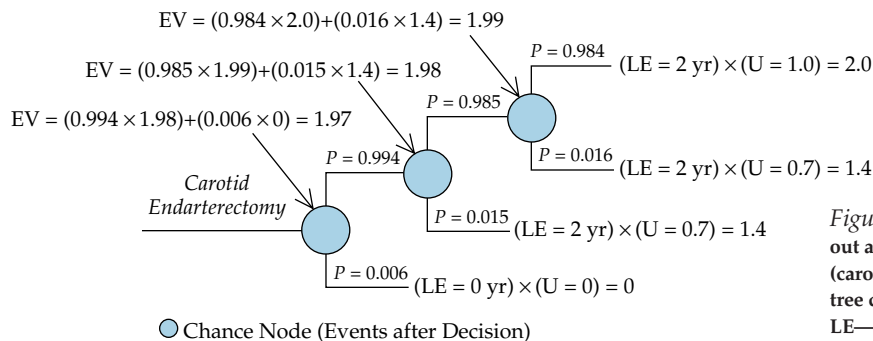 EV = (0.984 × 2.0)+(0.016 × 1.4) = 1.99
P = 0.984
(LE = 2 yr) × (U = 1.0) = 2.0
EV = (0.985 × 1.99)+(0.015 × 1.4) = 1.98
P = 0.985
EV = (0.994 × 1.98)+(0.006 × 0) = 1.97
P = 0.994
P = 0.016
(LE = 2 yr) × (U = 0.7) = 1.4
Carotid
Endarterectomy
P = 0.015
(LE = 2 yr) × (U = 0.7) = 1.4
P = 0.006
(LE = 0 yr) × (U = 0) = 0
Chance Node (Events after Decision)
Figu
out a
(caro
tree c
LE—